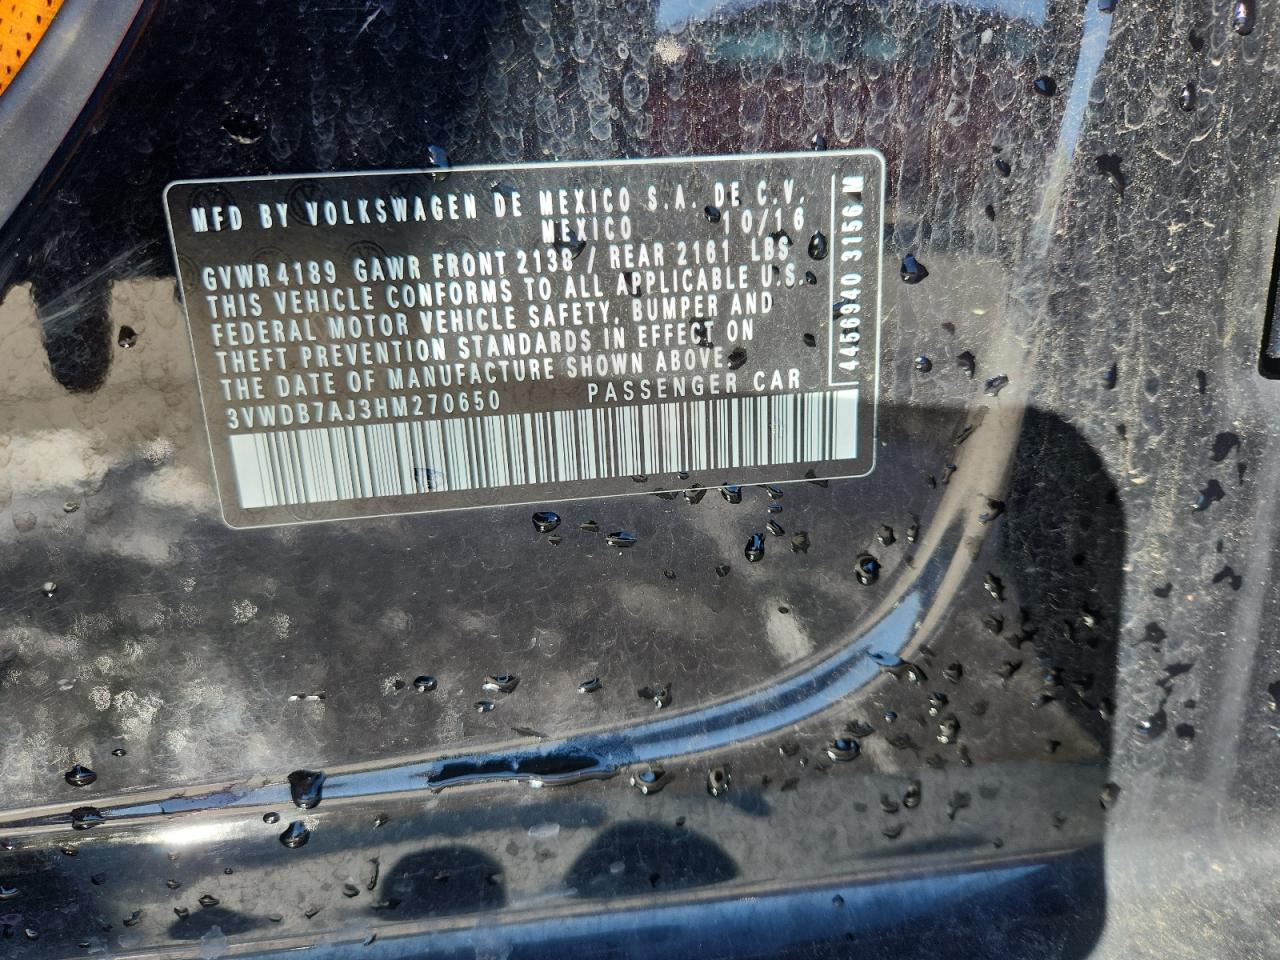 MFD BY VOLKSWAGEN DE MEXICO S.A. DE C.V.
MEXICO 10/16
GVWR 4189 GAWR FRONT 2138 / REAR 2161 LBS
THIS VEHICLE CONFORMS TO ALL APPLICABLE U.S.
FEDERAL MOTOR VEHICLE SAFETY, BUMPER AND
THEFT PREVENTION STANDARDS IN EFFECT ON
THE DATE OF MANUFACTURE SHOWN ABOVE.
3VWDB7AJ3HM270650 PASSENGER CAR
4456940 3156 M